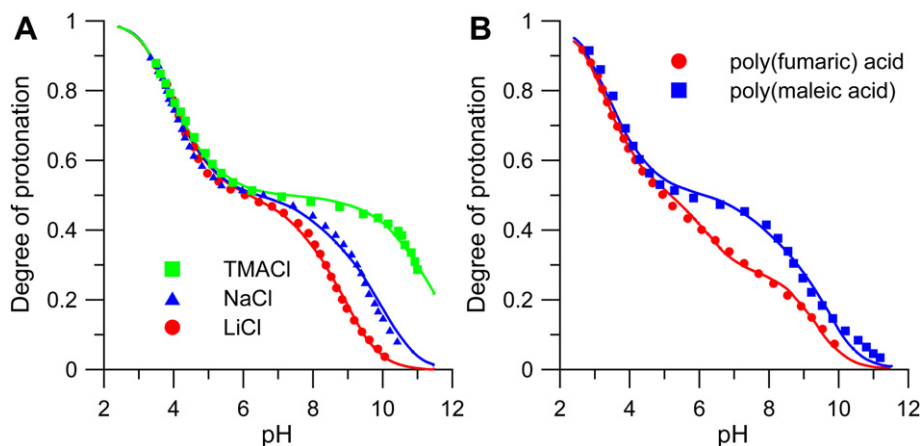 A
B
Degree of protonation
1
0.8
0.6
0.4
0.2
0
2
4
6
8
10
12
pH
TMACl
NaCl
LiCl
Degree of protonation
1
0.8
0.6
0.4
0.2
0
2
4
6
8
10
12
pH
poly(fumaric) acid
poly(maleic acid)